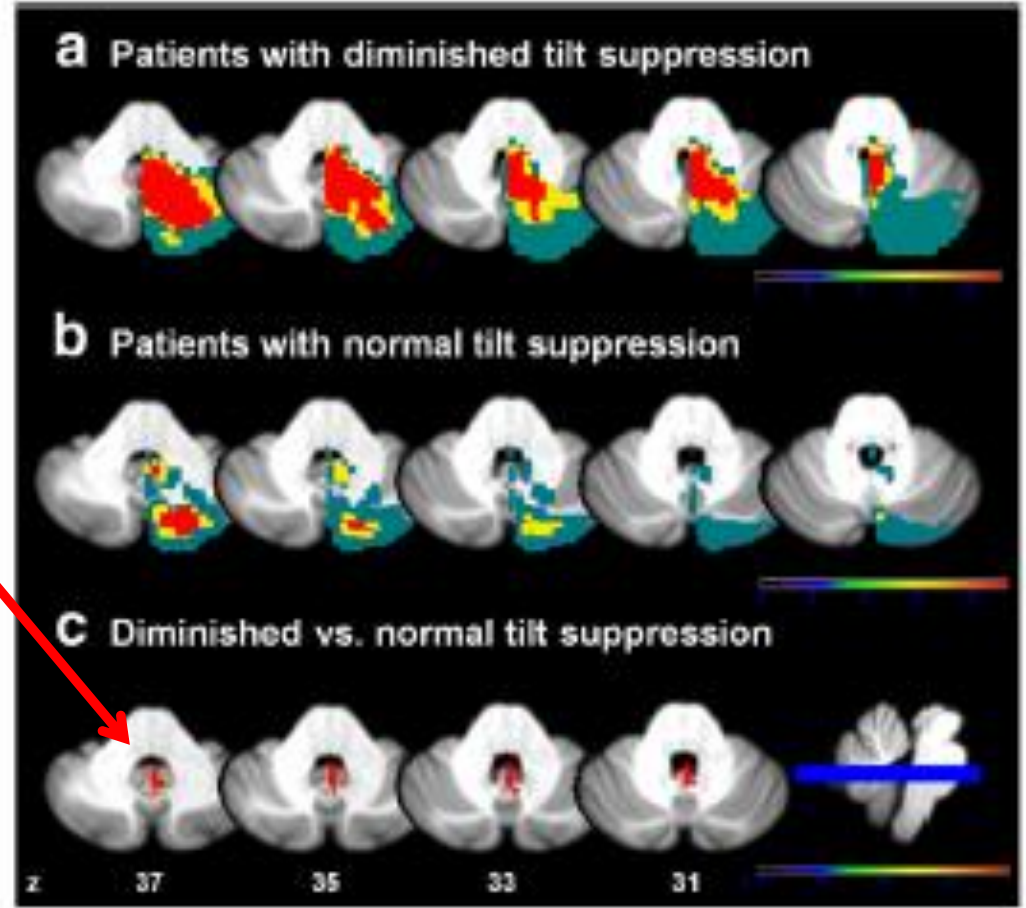 a Patients with diminished tilt suppression
b Patients with normal tilt suppression
c Diminished vs. normal tilt suppression
z 37 35 33 31